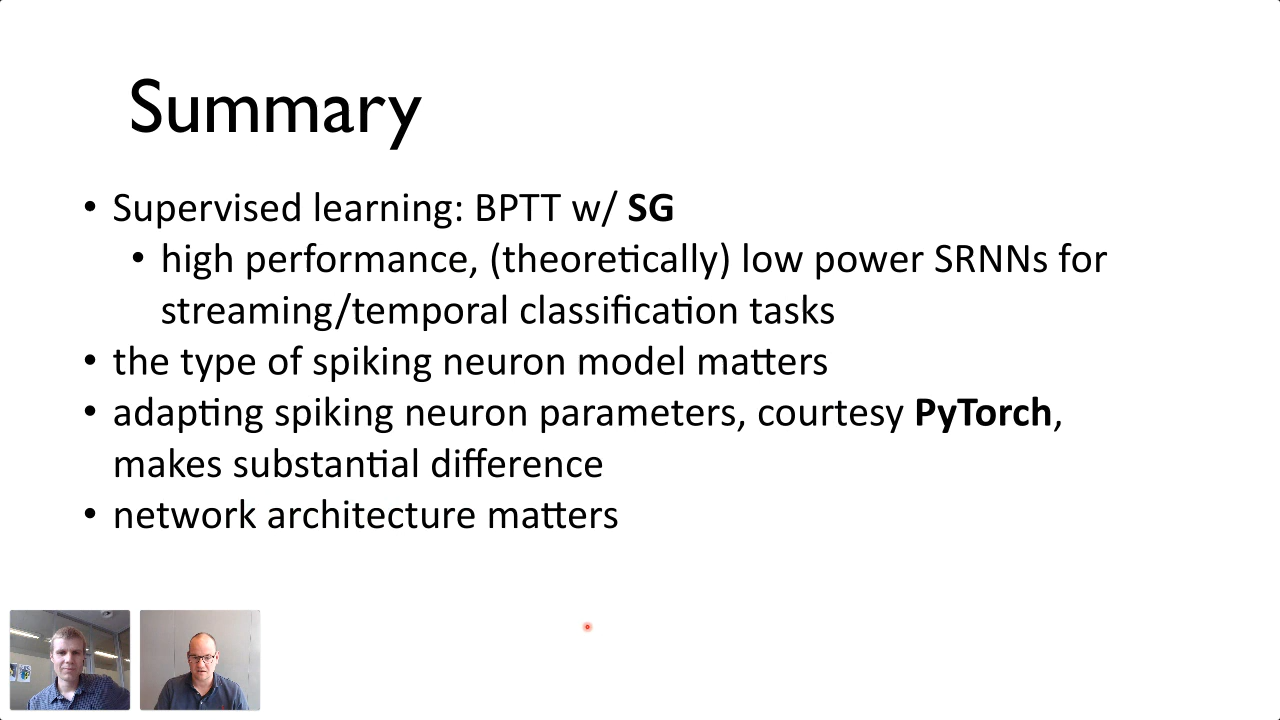 Summary
• Supervised learning: BPTT w/ SG
• high performance, (theoretically) low power SRNNs for
streaming/temporal classification tasks
• the type of spiking neuron model matters
• adapting spiking neuron parameters, courtesy PyTorch,
makes substantial difference
• network architecture matters